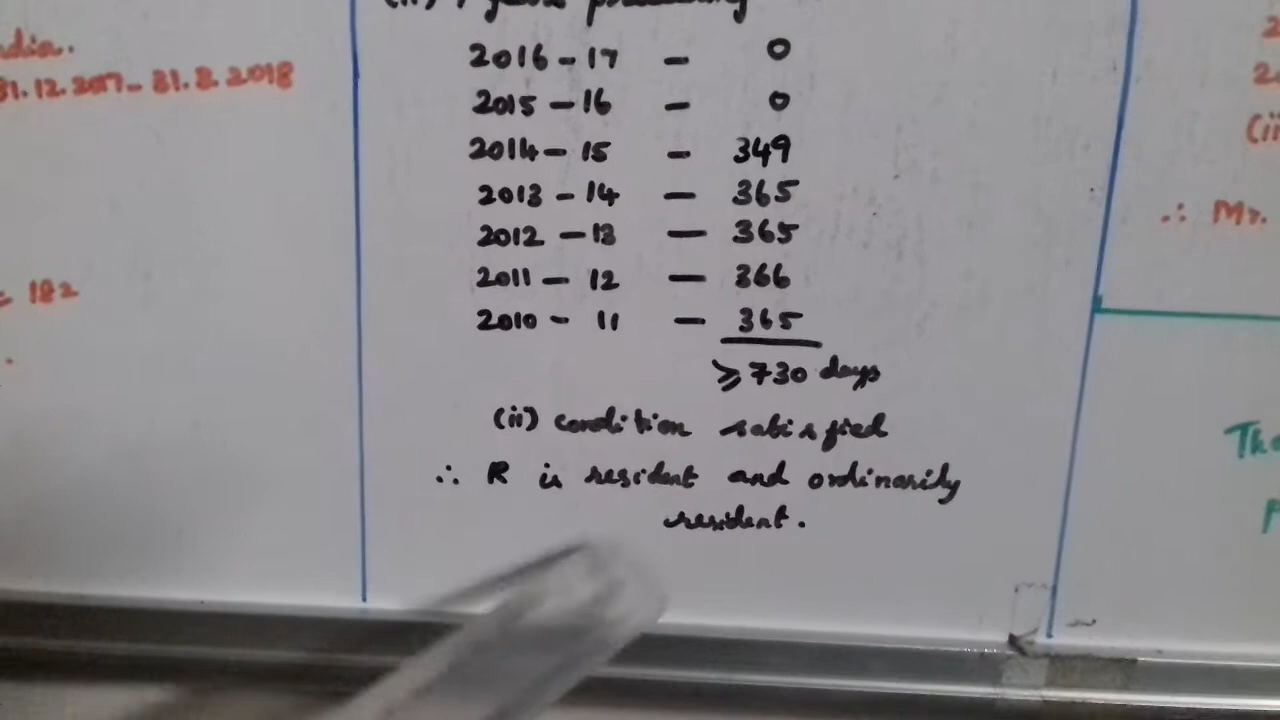 2016 - 17 - 0
2015 - 16 - 0
2014 - 15 - 349
2013 - 14 - 365
2012 - 13 - 365
2011 - 12 - 366
2010 - 11 - 365
≥ 730 days
(ii) condition satisfied
∴ R is resident and ordinarily
resident.
31.12.2017 - 31.8.2018
= 182
∴ Mr.